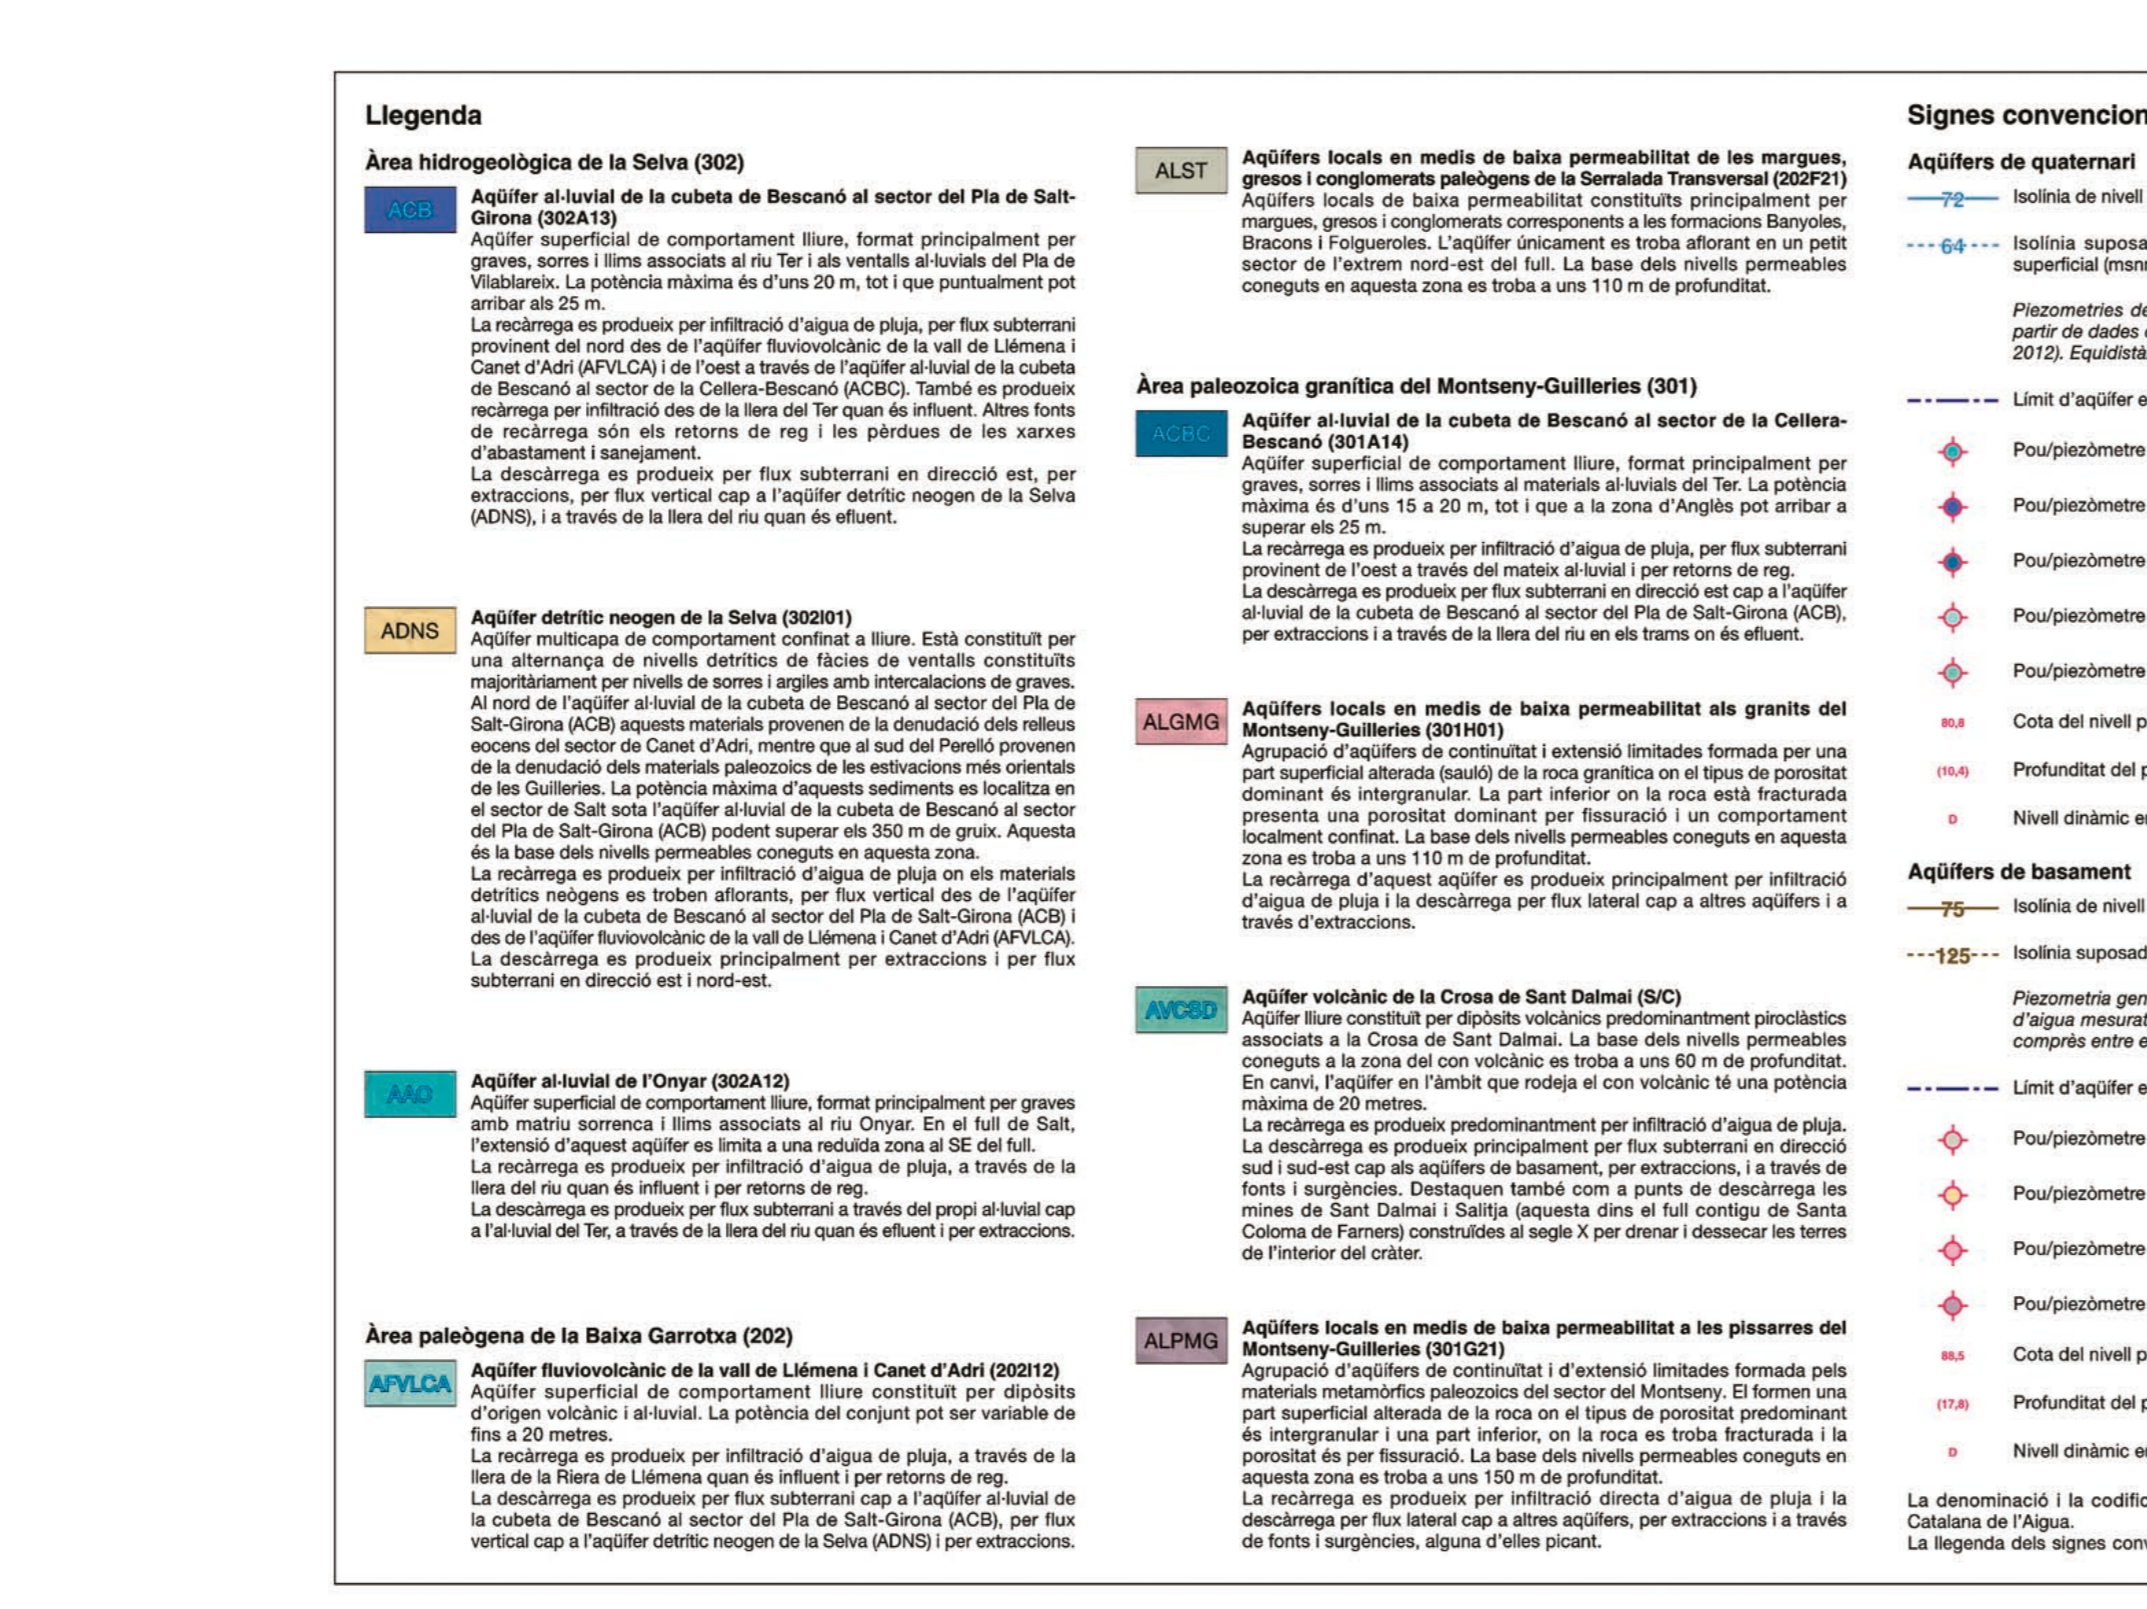 Llegenda
Àrea hidrogeològica de la Selva (302)
ACB
Aqüífer al·luvial de la cubeta de Bescanó al sector del Pla de Salt-
Girona (302A13)
Aqüífer superficial de comportament lliure, format principalment per
graves, sorres i llims associats al riu Ter i als ventalls al·luvials del Pla de
Vilablareix. La potència màxima és d'uns 20 m, tot i que puntualment pot
arribar als 25 m.
La recàrrega es produeix per infiltració d'aigua de pluja, per flux subterrani
provinent del nord des de l'aqüífer fluviovolcànic de la vall de Llémena i
Canet d'Adri (AFVLCA) i de l'oest a través de l'aqüífer al·luvial de la cubeta
de Bescanó al sector de la Cellera-Bescanó (ACBC). També es produeix
recàrrega per infiltració des de la llera del Ter quan és influent. Altres fonts
de recàrrega són els retorns de reg i les pèrdues de les xarxes
d'abastament i sanejament.
La descàrrega es produeix per flux subterrani en direcció est, per
extraccions, per flux vertical cap a l'aqüífer detrític neogen de la Selva
(ADNS), i a través de la llera del riu quan és efluent.
ADNS
Aqüífer detrític neogen de la Selva (302I01)
Aqüífer multicapa de comportament confinat a lliure. Està constituït per
una alternança de nivells detrítics de fàcies de ventalls constituïts
majoritàriament per nivells de sorres i argiles amb intercalacions de graves.
Al nord de l'aqüífer al·luvial de la cubeta de Bescanó al sector del Pla de
Salt-Girona (ACB) aquests materials provenen de la denudació dels relleus
eocens del sector de Canet d'Adri, mentre que al sud del Perelló provenen
de la denudació dels materials paleozoics de les estivacions més orientals
de les Guilleries. La potència màxima d'aquests sediments es localitza en
el sector de Salt sota l'aqüífer al·luvial de la cubeta de Bescanó al sector
del Pla de Salt-Girona (ACB) podent superar els 350 m de gruix. Aquesta
és la base dels nivells permeables coneguts en aquesta zona.
La recàrrega es produeix per infiltració d'aigua de pluja on els materials
detrítics neògens es troben aflorants, per flux vertical des de l'aqüífer
al·luvial de la cubeta de Bescanó al sector del Pla de Salt-Girona (ACB) i
des de l'aqüífer fluviovolcànic de la vall de Llémena i Canet d'Adri (AFVLCA).
La descàrrega es produeix principalment per extraccions i per flux
subterrani en direcció est i nord-est.
AAO
Aqüífer al·luvial de l'Onyar (302A12)
Aqüífer superficial de comportament lliure, format principalment per graves
amb matriu sorrenca i llims associats al riu Onyar. En el full de Salt,
l'extensió d'aquest aqüífer es limita a una reduïda zona al SE del full.
La recàrrega es produeix per infiltració d'aigua de pluja, a través de la
llera del riu quan és influent i per retorns de reg.
La descàrrega es produeix per flux subterrani a través del propi al·luvial cap
a l'al·luvial del Ter, a través de la llera del riu quan és efluent i per extraccions.
Àrea paleògena de la Baixa Garrotxa (202)
AFVLCA
Aqüífer fluviovolcànic de la vall de Llémena i Canet d'Adri (202I12)
Aqüífer superficial de comportament lliure constituït per dipòsits
d'origen volcànic i al·luvial. La potència del conjunt pot ser variable de
fins a 20 metres.
La recàrrega es produeix per infiltració d'aigua de pluja, a través de la
llera de la Riera de Llémena quan és influent i per retorns de reg.
La descàrrega es produeix per flux subterrani cap a l'aqüífer al·luvial de
la cubeta de Bescanó al sector del Pla de Salt-Girona (ACB), per flux
vertical cap a l'aqüífer detrític neogen de la Selva (ADNS) i per extraccions.
ALST
Aqüífers locals en medis de baixa permeabilitat de les margues,
gresos i conglomerats paleògens de la Serralada Transversal (202F21)
Aqüífers locals de baixa permeabilitat constituïts principalment per
margues, gresos i conglomerats corresponents a les formacions Banyoles,
Bracons i Folgueroles. L'aqüífer únicament es troba aflorant en un petit
sector de l'extrem nord-est del full. La base dels nivells permeables
coneguts en aquesta zona es troba a uns 110 m de profunditat.
Àrea paleozoica granítica del Montseny-Guilleries (301)
ACBC
Aqüífer al·luvial de la cubeta de Bescanó al sector de la Cellera-
Bescanó (301A14)
Aqüífer superficial de comportament lliure, format principalment per
graves, sorres i llims associats al materials al·luvials del Ter. La potència
màxima és d'uns 15 a 20 m, tot i que a la zona d'Anglès pot arribar a
superar els 25 m.
La recàrrega es produeix per infiltració d'aigua de pluja, per flux subterrani
provinent de l'oest a través del mateix al·luvial i per retorns de reg.
La descàrrega es produeix per flux subterrani en direcció est cap a l'aqüífer
al·luvial de la cubeta de Bescanó al sector del Pla de Salt-Girona (ACB),
per extraccions i a través de la llera del riu en els trams on és efluent.
ALGMG
Aqüífers locals en medis de baixa permeabilitat als granits del
Montseny-Guilleries (301H01)
Agrupació d'aqüífers de continuïtat i extensió limitades formada per una
part superficial alterada (sauló) de la roca granítica on el tipus de porositat
dominant és intergranular. La part inferior on la roca està fracturada
presenta una porositat dominant per fissuració i un comportament
localment confinat. La base dels nivells permeables coneguts en aquesta
zona es troba a uns 110 m de profunditat.
La recàrrega d'aquest aqüífer es produeix principalment per infiltració
d'aigua de pluja i la descàrrega per flux lateral cap a altres aqüífers i a
través d'extraccions.
AVCSD
Aqüífer volcànic de la Crosa de Sant Dalmai (S/C)
Aqüífer lliure constituït per dipòsits volcànics predominantment piroclàstics
associats a la Crosa de Sant Dalmai. La base dels nivells permeables
coneguts a la zona del con volcànic es troba a uns 60 m de profunditat.
En canvi, l'aqüífer en l'àmbit que rodeja el con volcànic té una potència
màxima de 20 metres.
La recàrrega es produeix predominantment per infiltració d'aigua de pluja.
La descàrrega es produeix principalment per flux subterrani en direcció
sud i sud-est cap als aqüífers de basament, per extraccions, i a través de
fonts i surgències. Destaquen també com a punts de descàrrega les
mines de Sant Dalmai i Salitja (aquesta dins el full contigu de Santa
Coloma de Farners) construïdes al segle X per drenar i dessecar les terres
de l'interior del cràter.
ALPMG
Aqüífers locals en medis de baixa permeabilitat a les pissarres del
Montseny-Guilleries (301G21)
Agrupació d'aqüífers de continuïtat i d'extensió limitades formada pels
materials metamòrfics paleozoics del sector del Montseny. El formen una
part superficial alterada de la roca on el tipus de porositat predominant
és intergranular i una part inferior, on la roca es troba fracturada i la
porositat és per fissuració. La base dels nivells permeables coneguts en
aquesta zona es troba a uns 150 m de profunditat.
La recàrrega es produeix per infiltració directa d'aigua de pluja i la
descàrrega per flux lateral cap a altres aqüífers, per extraccions i a través
de fonts i surgències, alguna d'elles picant.
Signes convencion
Aqüífers de quaternari
72 Isolínia de nivell
64 Isolínia suposa
superficial (msnm
Piezometries de
partir de dades
2012). Equidistà
Límit d'aqüífer e
Pou/piezòmetre
Pou/piezòmetre
Pou/piezòmetre
Pou/piezòmetre
Pou/piezòmetre
80,8 Cota del nivell p
(10,4) Profunditat del p
D Nivell dinàmic en
Aqüífers de basament
75 Isolínia de nivell
125 Isolínia suposad
Piezometria gen
d'aigua mesurat
comprès entre e
Límit d'aqüífer e
Pou/piezòmetre
Pou/piezòmetre
Pou/piezòmetre
Pou/piezòmetre
88,5 Cota del nivell p
(17,8) Profunditat del p
D Nivell dinàmic en
La denominació i la codific
Catalana de l'Aigua.
La llegenda dels signes conv